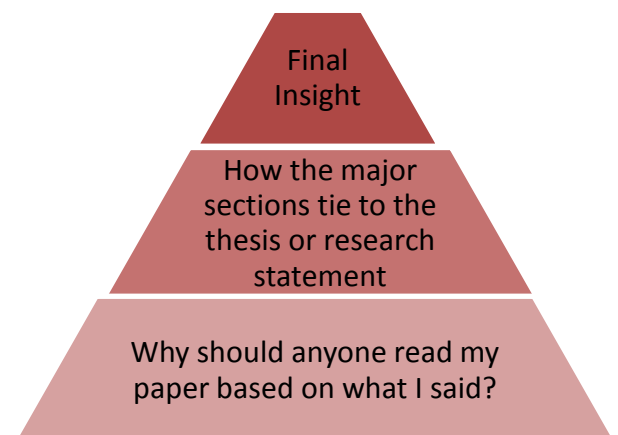 Final
Insight
How the major
sections tie to the
thesis or research
statement
Why should anyone read my
paper based on what I said?